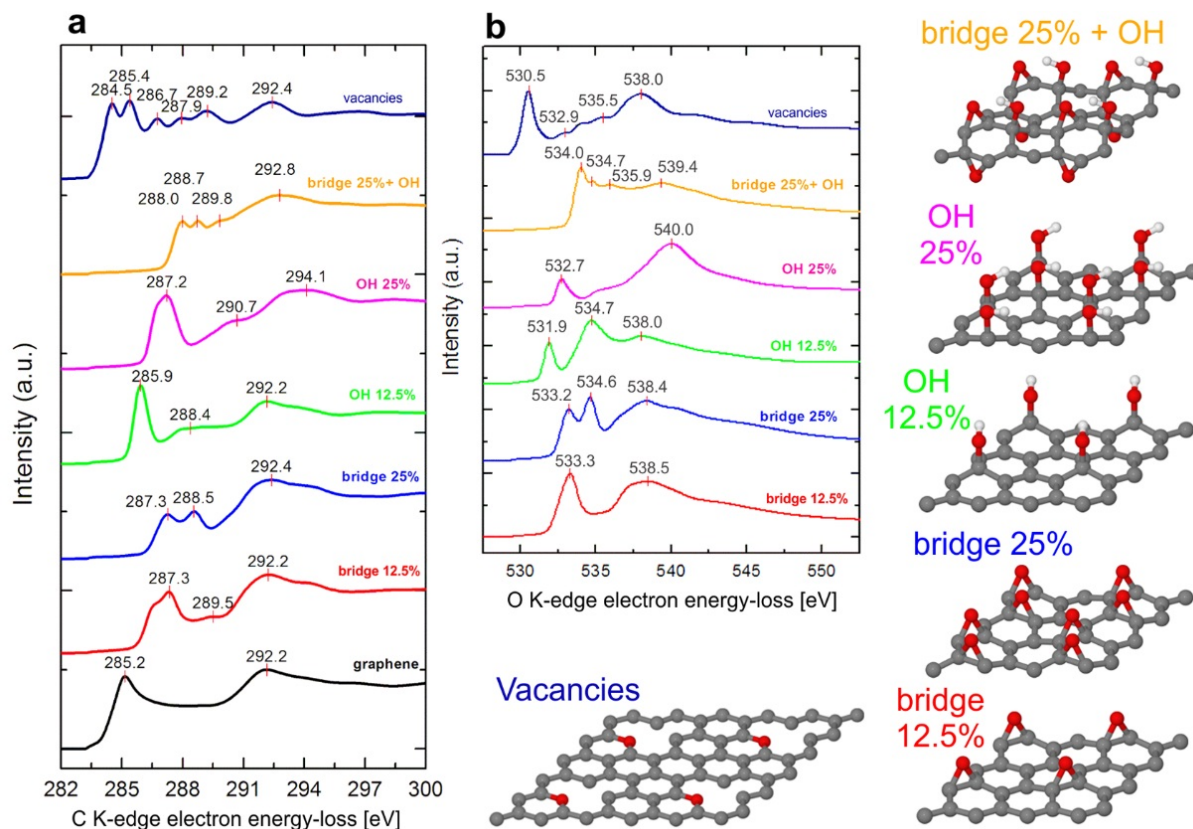 a
Intensity (a.u.)
284.5
285.4
286.7
287.9
289.2
292.4
vacancies
288.0
288.7
289.8
292.8
bridge 25%+ OH
287.2
290.7
294.1
OH 25%
285.9
288.4
292.2
OH 12.5%
287.3
288.5
292.4
bridge 25%
287.3
289.5
292.2
bridge 12.5%
285.2
292.2
graphene
282 285 288 291 294 297 300
C K-edge electron energy-loss [eV]
b
Intensity (a.u.)
530.5
532.9
535.5
538.0
vacancies
534.0
534.7
535.9
539.4
bridge 25%+ OH
532.7
540.0
OH 25%
531.9
534.7
538.0
OH 12.5%
533.2
534.6
538.4
bridge 25%
533.3
538.5
bridge 12.5%
530 535 540 545 550
O K-edge electron energy-loss [eV]
Vacancies
bridge 25% + OH
OH
25%
OH
12.5%
bridge 25%
bridge
12.5%